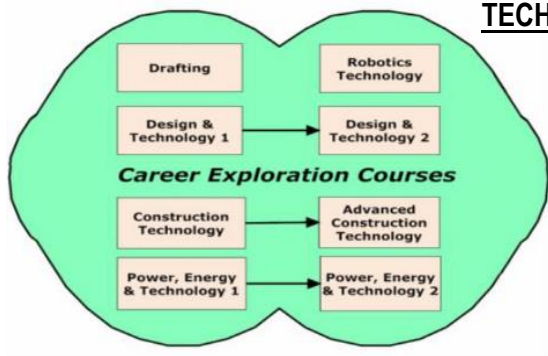 TECH
Drafting
Robotics
Technology
Design &
Technology 1
Design &
Technology 2
Career Exploration Courses
Construction
Technology
Advanced
Construction
Technology
Power, Energy
& Technology 1
Power, Energy
& Technology 2